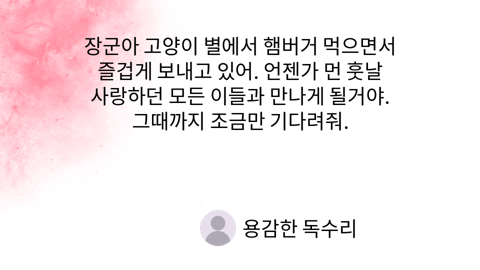 장군아 고양이 별에서 햄버거 먹으면서
즐겁게 보내고 있어. 언젠가 먼 훗날
사랑하던 모든 이들과 만나게 될거야.
그때까지 조금만 기다려줘.
용감한 독수리